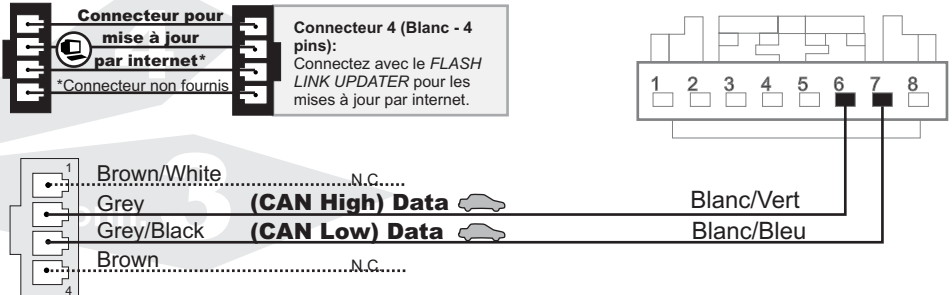 Connecteur pour
mise à jour
par internet*
*Connecteur non fournis
Connecteur 4 (Blanc - 4
pins):
Connectez avec le FLASH
LINK UPDATER pour les
mises à jour par internet.
1 2 3 4 5 6 7 8
1
Brown/White N.C.
Grey (CAN High) Data Blanc/Vert
Grey/Black (CAN Low) Data Blanc/Bleu
Brown N.C.
4